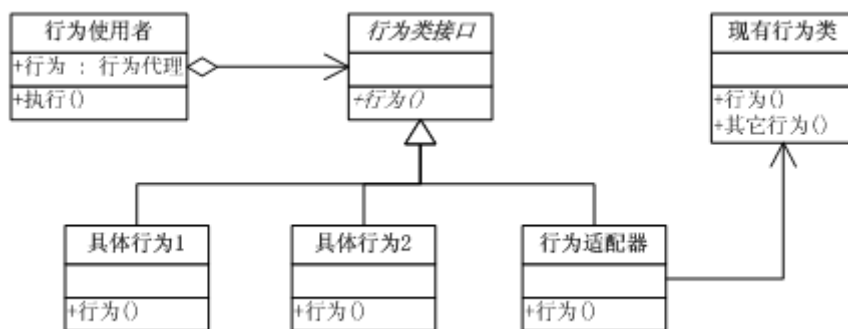 行为使用者
+行为 : 行为代理
+执行()
行为类接口
+行为()
现有行为类
+行为()
+其它行为()
具体行为1
+行为()
具体行为2
+行为()
行为适配器
+行为()